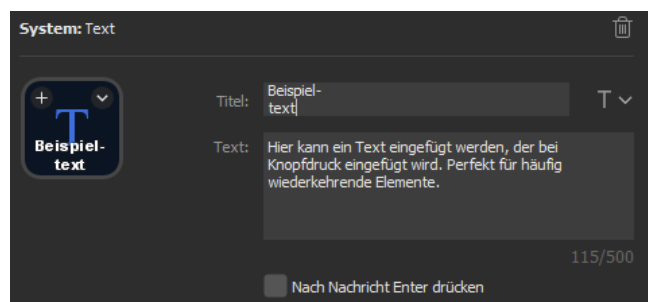 System: Text
T
Beispiel-
text
Titel:
Beispiel-
text
T
Text:
Hier kann ein Text eingefügt werden, der bei
Knopfdruck eingefügt wird. Perfekt für häufig
wiederkehrende Elemente.
115/500
Nach Nachricht Enter drücken